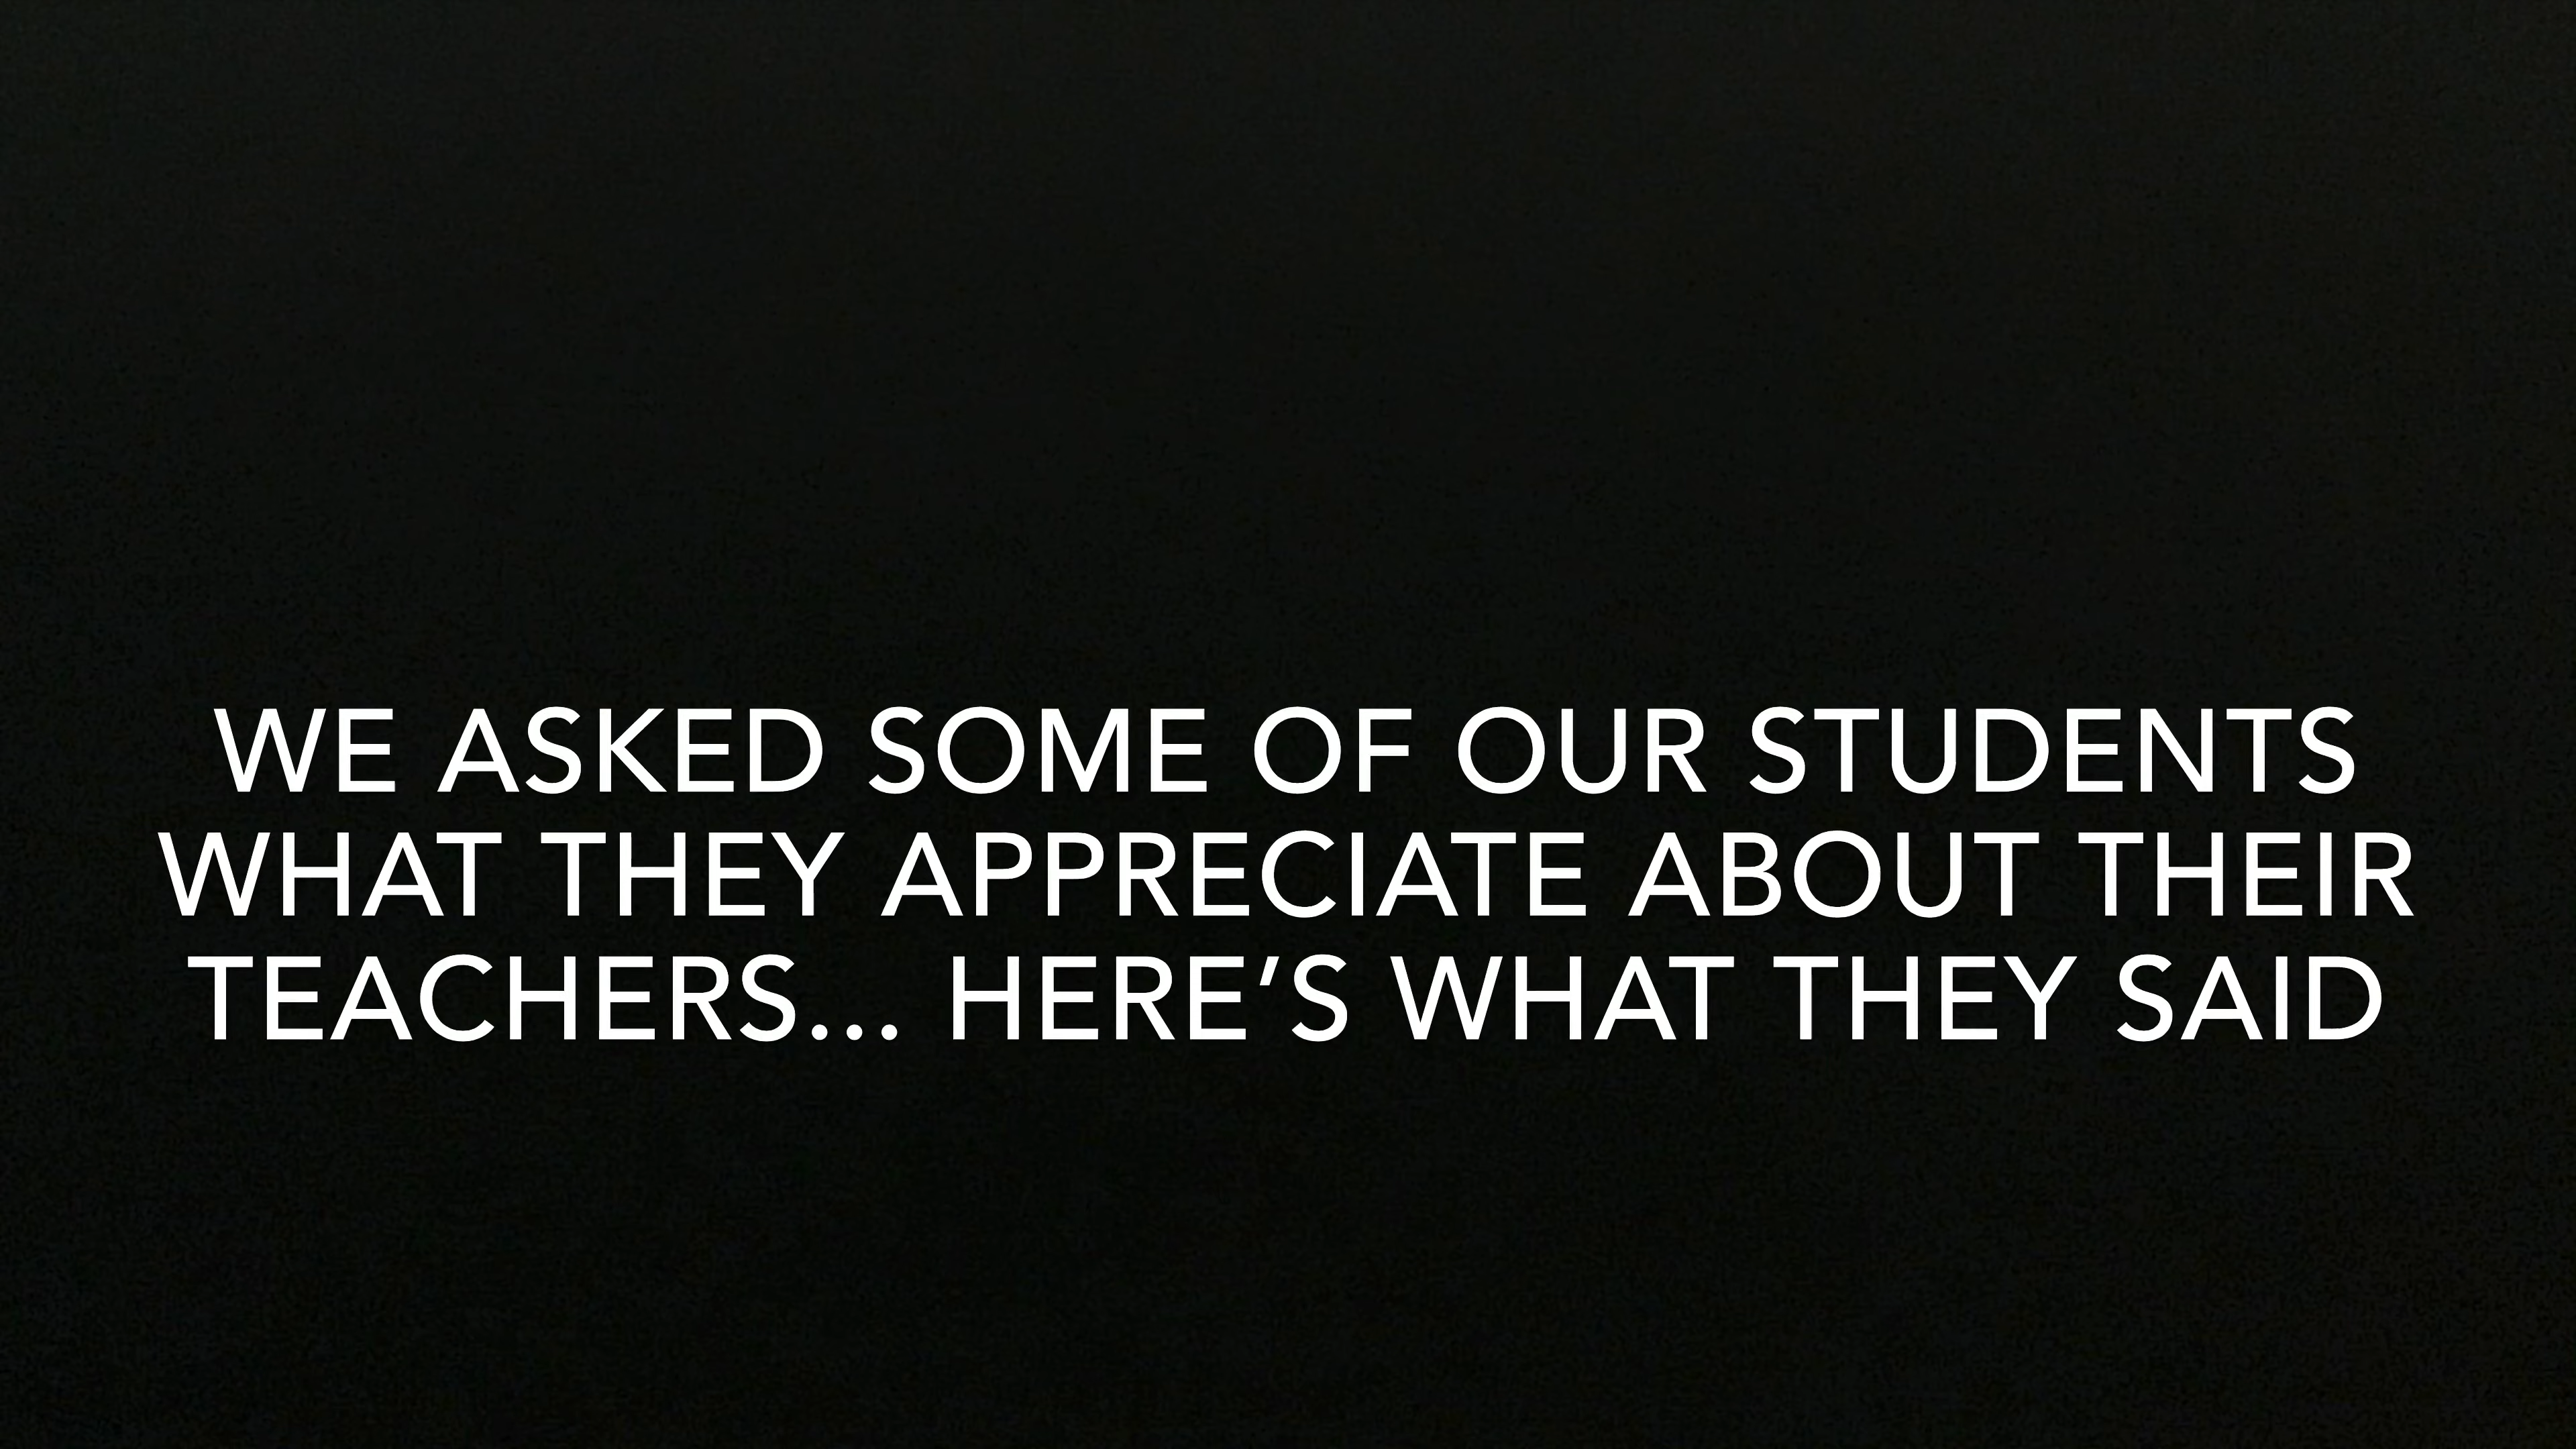 WE ASKED SOME OF OUR STUDENTS
WHAT THEY APPRECIATE ABOUT THEIR
TEACHERS... HERE’S WHAT THEY SAID